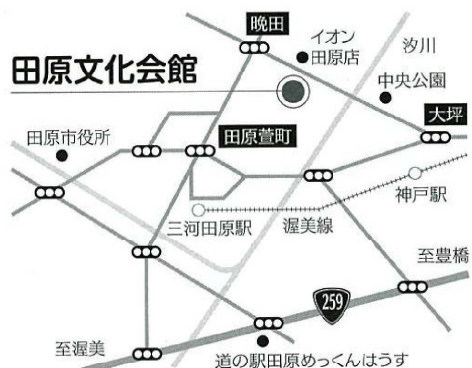 晩田
イオン
田原店
汐川
田原文化会館
中央公園
大坪
田原市役所
田原萱町
神戸駅
三河田原駅
渥美線
至豊橋
259
至渥美
道の駅田原めっくんはうす